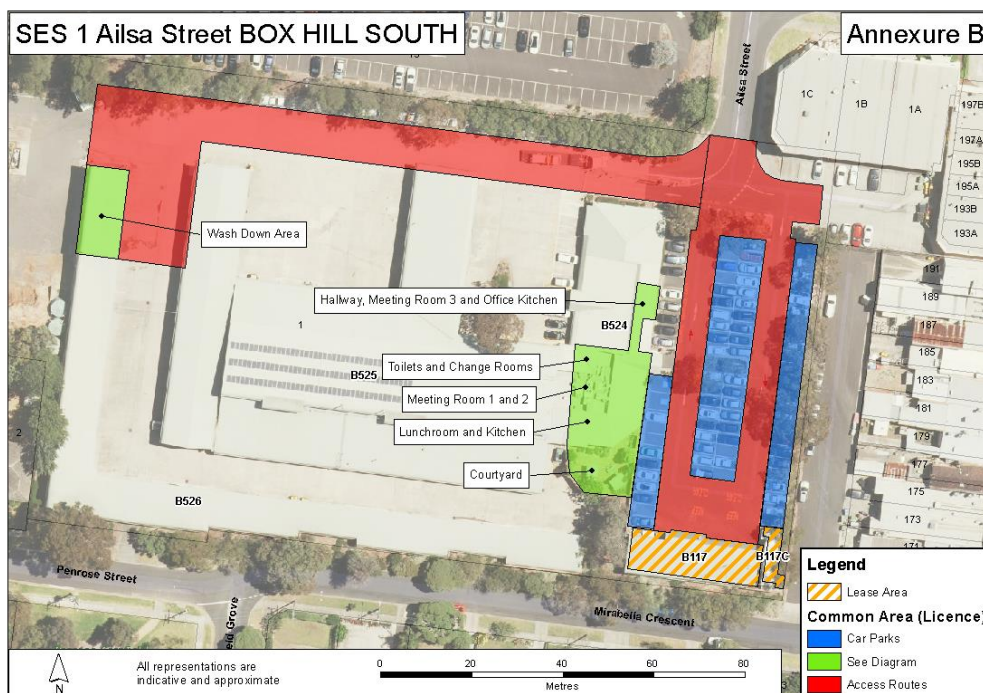 SES 1 Ailsa Street BOX HILL SOUTH
Annexure B
Ailsa Street
1C
1B
1A
197B
197A
195B
195A
193B
193A
191
189
187
185
183
181
179
177
175
173
171
Wash Down Area
Hallway, Meeting Room 3 and Office Kitchen
B524
1
Toilets and Change Rooms
B525
Meeting Room 1 and 2
Lunchroom and Kitchen
2
Courtyard
B526
B117
B117C
Penrose Street
Mirabella Crescent
eld Grove
Legend
Lease Area
Common Area (Licence)
Car Parks
See Diagram
Access Routes
N
All representations are
indicative and approximate
0 20 40 60 80
Metres